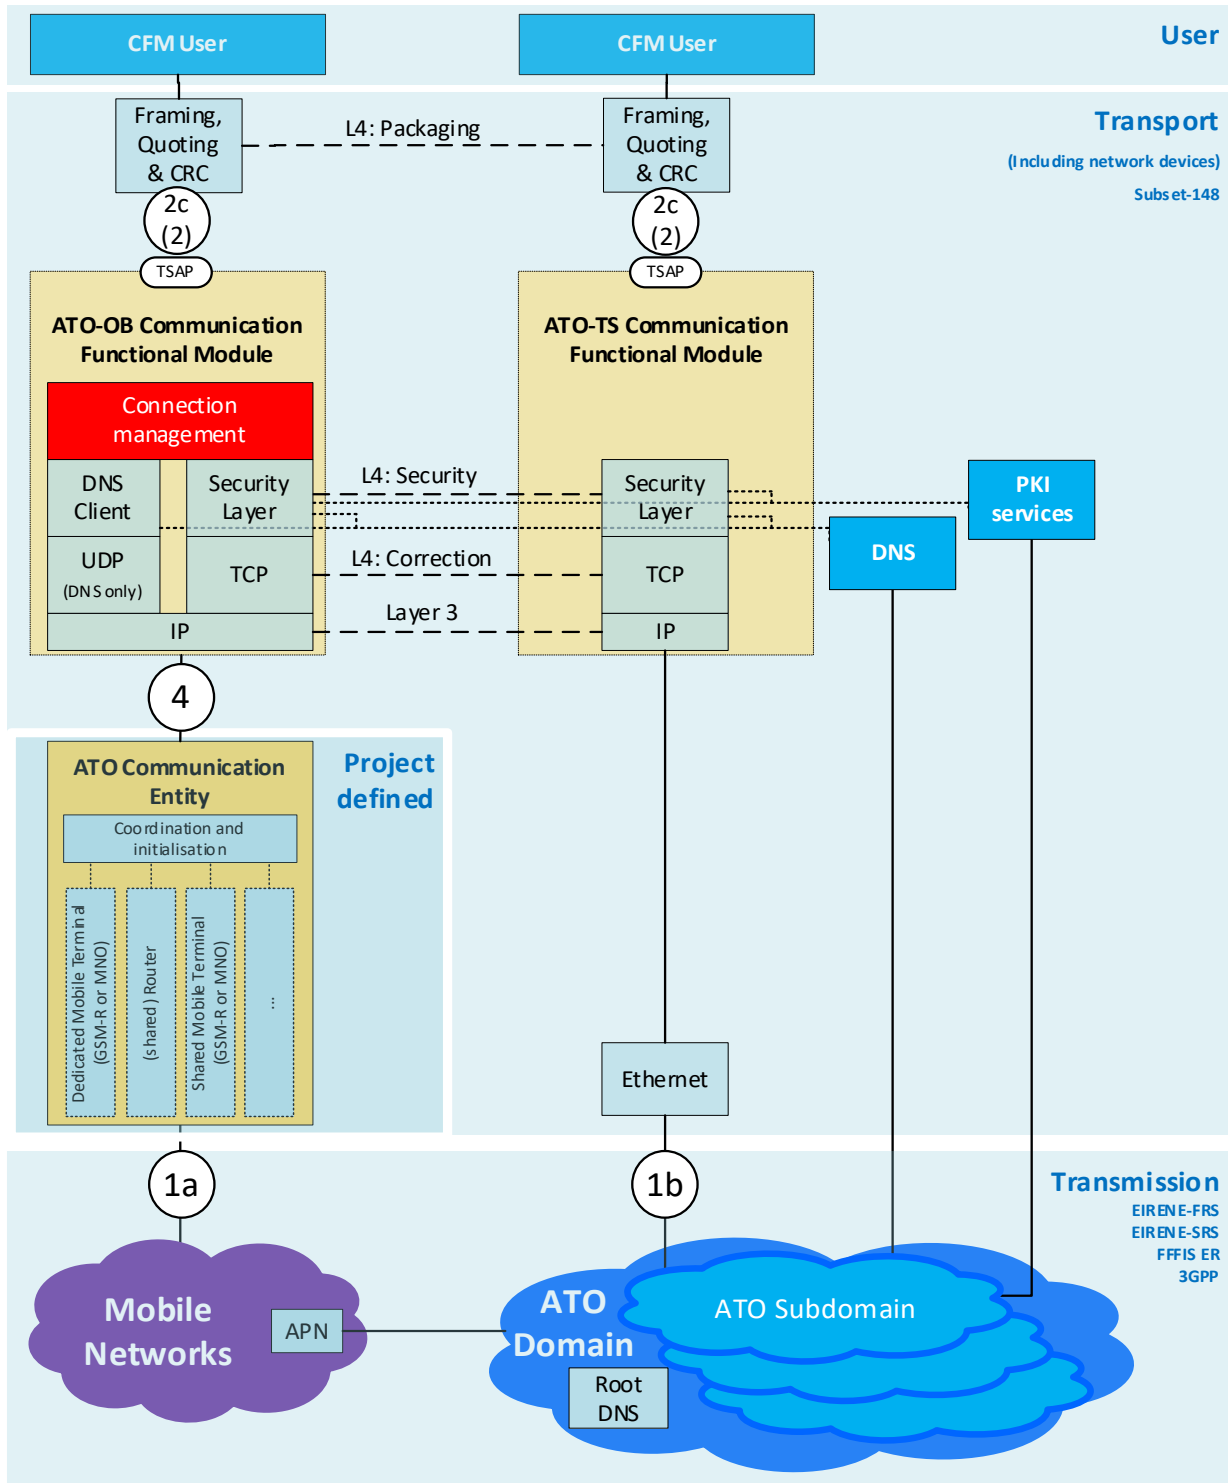 CFM User
CFM User
User
Framing,
Quoting
& CRC
L4: Packaging
Framing,
Quoting
& CRC
Transport
(Including network devices)
Subset-148
2c
(2)
2c
(2)
TSAP
TSAP
ATO-OB Communication
Functional Module
ATO-TS Communication
Functional Module
Connection
management
DNS
Client
Security
Layer
L4: Security
Security
Layer
PKI
services
DNS
UDP
(DNS only)
TCP
L4: Correction
TCP
IP
Layer 3
IP
4
ATO Communication
Entity
Project
defined
Coordination and
initialisation
Dedicated Mobile Terminal
(GSM-R or MNO)
(shared) Router
Shared Mobile Terminal
(GSM-R or MNO)
...
Ethernet
1a
1b
Transmission
EIRENE-FRS
EIRENE-SRS
FFFIS ER
3GPP
Mobile
Networks
APN
ATO
Domain
ATO Subdomain
Root
DNS